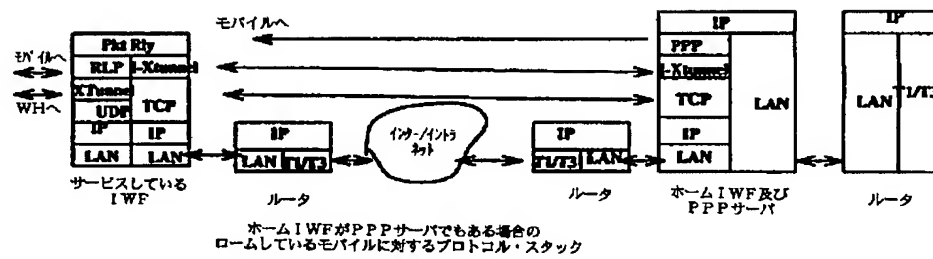 モバイルへ
IP
IP
Pkt Rly
PPP
モバイルへ
RLP
I-Xtunnel
I-Xtunnel
XTunnel
TCP
TCP
LAN
LAN
T1/T3
WHへ
UDP
IP
IP
IP
IP
インター/イントラ
ネット
IP
LAN
LAN
LAN
T1/T3
T1/T3
LAN
LAN
サービスしている
IWF
ルータ
ルータ
ホームIWF及び
PPPサーバ
ルータ
ホームIWFがPPPサーバでもある場合の
ロームしているモバイルに対するプロトコル・スタック